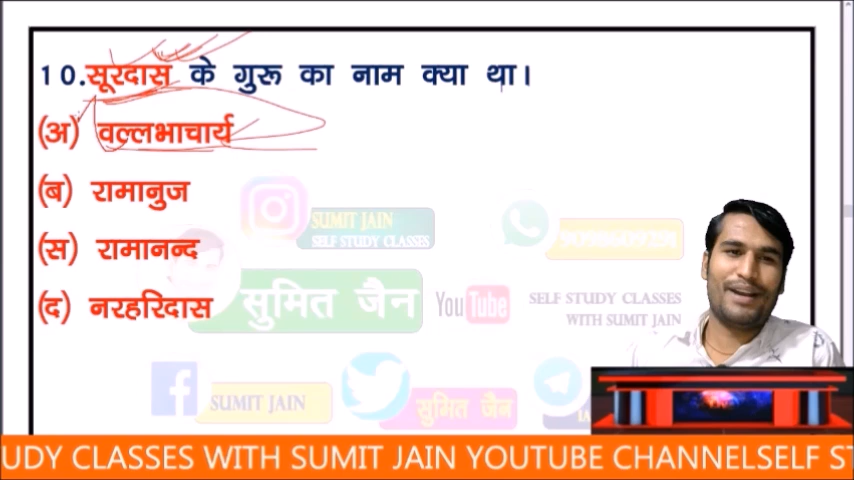 10.सूरदास के गुरू का नाम क्या था।
(अ) वल्लभाचार्य
(ब) रामानुज
(स) रामानन्द
(द) नरहरिदास
SUMIT JAIN
SELF STUDY CLASSES
सुमित जैन
YouTube
SELF STUDY CLASSES
WITH SUMIT JAIN
SUMIT JAIN
सुमित जैन
UDY CLASSES WITH SUMIT JAIN YOUTUBE CHANNELSELF ST